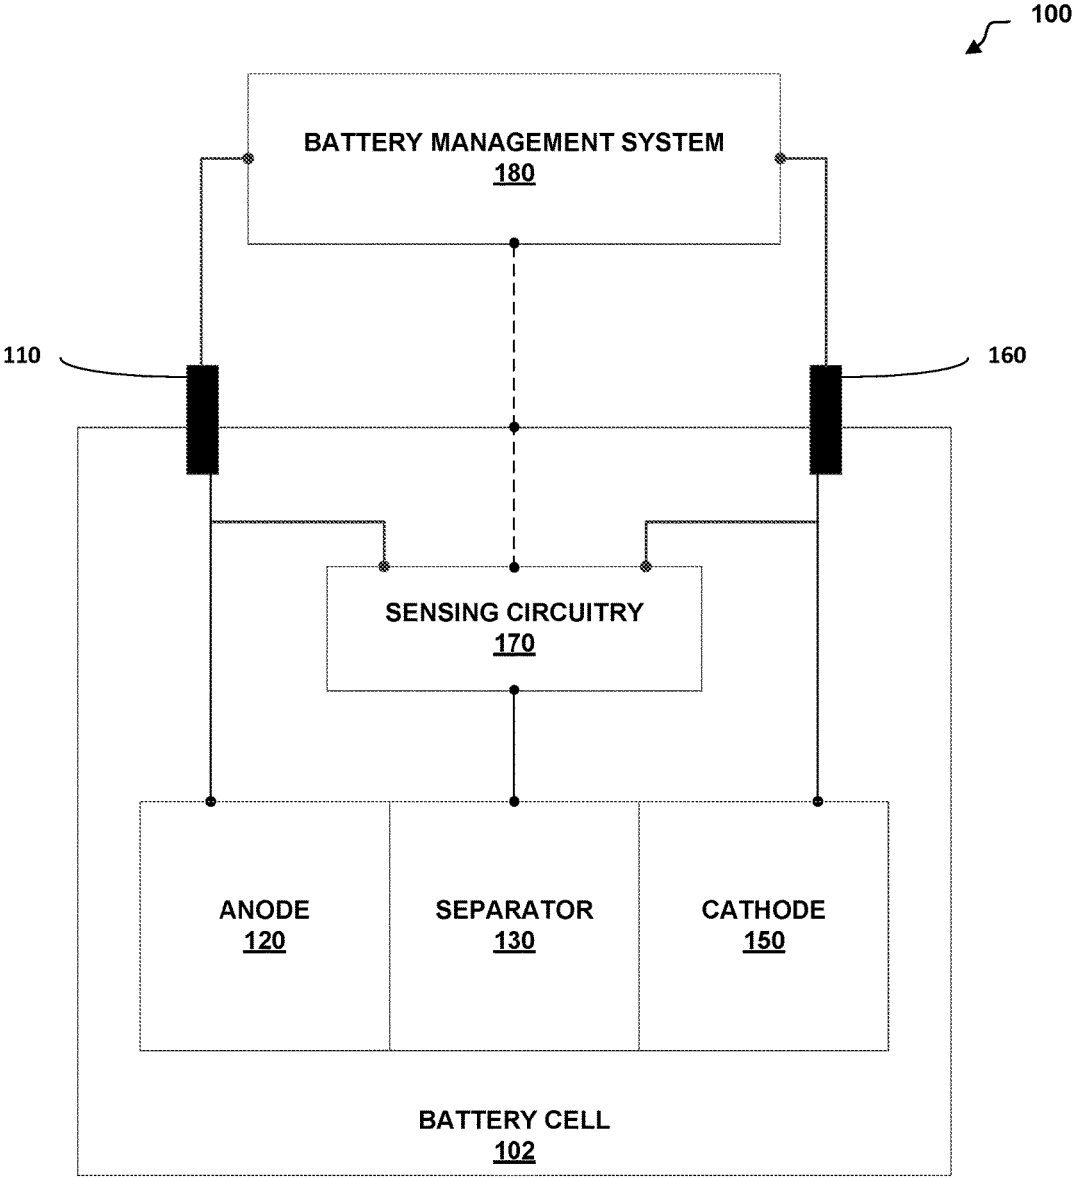 100
BATTERY MANAGEMENT SYSTEM
180
110
160
SENSING CIRCUITRY
170
ANODE
120
SEPARATOR
130
CATHODE
150
BATTERY CELL
102